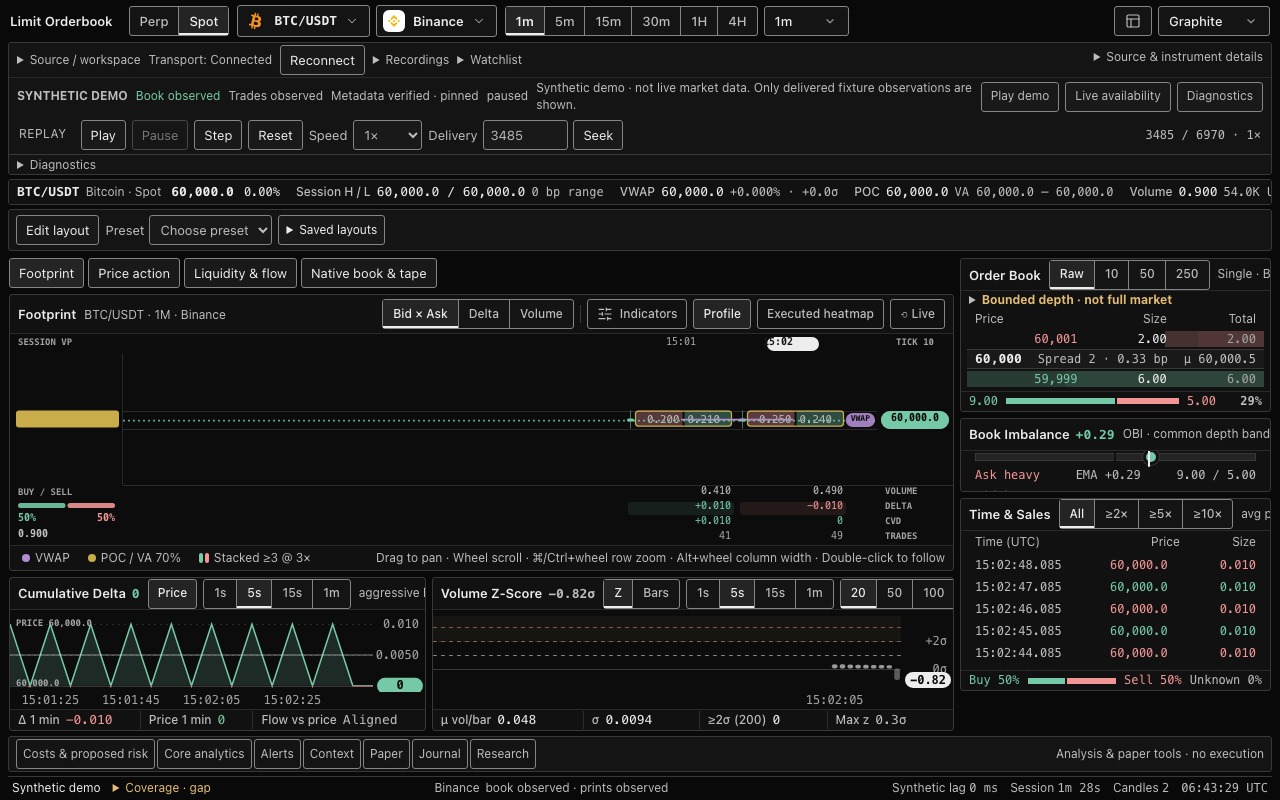 Limit Orderbook Perp Spot BTC/USDT Binance 1m 5m 15m 30m 1H 4H 1m Graphite
▶ Source / workspace Transport: Connected Reconnect ▶ Recordings ▶ Watchlist ▶ Source & instrument details
SYNTHETIC DEMO Book observed Trades observed Metadata verified · pinned paused Synthetic demo · not live market data. Only delivered fixture observations are shown. Play demo Live availability Diagnostics
REPLAY Play Pause Step Reset Speed 1× Delivery 3485 Seek 3485 / 6970 · 1×
▶ Diagnostics
BTC/USDT Bitcoin · Spot 60,000.0 0.00% Session H / L 60,000.0 / 60,000.0 0 bp range VWAP 60,000.0 +0.000% · +0.0σ POC 60,000.0 VA 60,000.0 — 60,000.0 Volume 0.900 54.0K
Edit layout Preset Choose preset ▶ Saved layouts
Footprint Price action Liquidity & flow Native book & tape
Footprint BTC/USDT · 1M · Binance Bid × Ask Delta Volume Indicators Profile Executed heatmap Live
SESSION VP 15:01 5:02 TICK 10
0.200 0.210 0.250 0.240 VWAP 60,000.0
BUY / SELL 0.410 0.490 VOLUME
+0.010 −0.010 DELTA
50% 50% +0.010 0 CVD
0.900 41 49 TRADES
VWAP POC / VA 70% Stacked ≥3 @ 3× Drag to pan · Wheel scroll · ⌘/Ctrl+wheel row zoom · Alt+wheel column width · Double-click to follow
Cumulative Delta 0 Price 1s 5s 15s 1m aggressive
PRICE 60,000.0 0.010
0.0050
60,000.0 0
15:01:25 15:01:45 15:02:05 15:02:25
Δ 1 min −0.010 Price 1 min 0 Flow vs price Aligned
Volume Z-Score −0.82σ Z Bars 1s 5s 15s 1m 20 50 100
+2σ
0σ
−0.82
15:02:05
μ vol/bar 0.048 σ 0.0094 ≥2σ (200) 0 Max z 0.3σ
Order Book Raw 10 50 250 Single · B
▶ Bounded depth · not full market
Price Size Total
60,001 2.00 2.00
60,000 Spread 2 · 0.33 bp μ 60,000.5
59,999 6.00 6.00
9.00 5.00 29%
Book Imbalance +0.29 OBI · common depth band
Ask heavy EMA +0.29 9.00 / 5.00
Time & Sales All ≥2× ≥5× ≥10× avg
Time (UTC) Price Size
15:02:48.085 60,000.0 0.010
15:02:47.085 60,000.0 0.010
15:02:46.085 60,000.0 0.010
15:02:45.085 60,000.0 0.010
15:02:44.085 60,000.0 0.010
Buy 50% Sell 50% Unknown 0%
Costs & proposed risk Core analytics Alerts Context Paper Journal Research Analysis & paper tools · no execution
Synthetic demo ▶ Coverage · gap Binance book observed · prints observed Synthetic lag 0 ms Session 1m 28s Candles 2 06:43:29 UTC